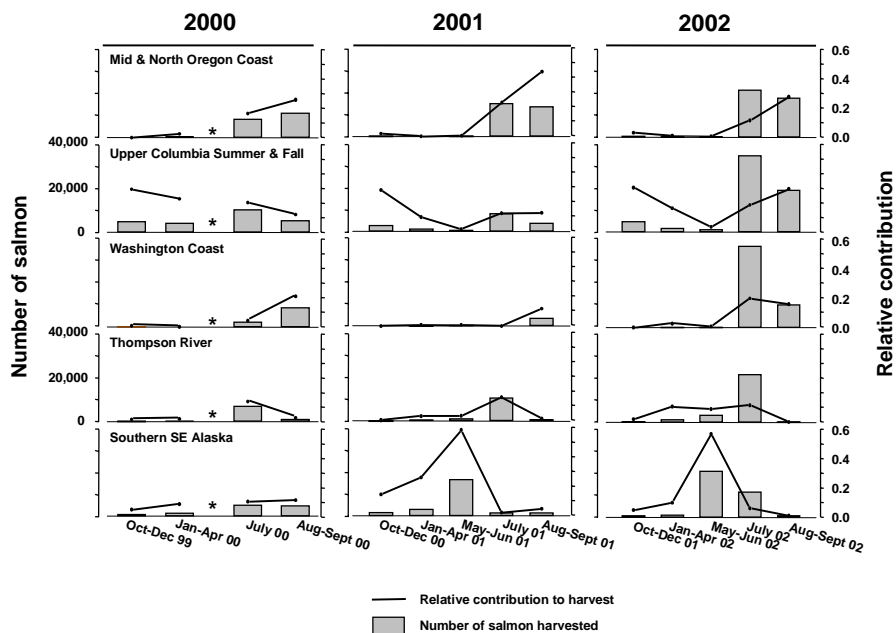 2000 2001 2002
Mid & North Oregon Coast
0.6
0.4
0.2
0.0
*
40,000
20,000
0
Upper Columbia Summer & Fall
*
Washington Coast
0.6
0.4
0.2
0.0
*
40,000
20,000
0
Thompson River
*
Southern SE Alaska
0.6
0.4
0.2
0.0
*
Number of salmon
Relative contribution
Oct-Dec 99 Jan-Apr 00 July 00 Aug-Sept 00
Oct-Dec 00 Jan-Apr 01 May-Jun 01 July 01 Aug-Sept 01
Oct-Dec 01 Jan-Apr 02 May-Jun 02 July 02 Aug-Sept 02
Relative contribution to harvest
Number of salmon harvested